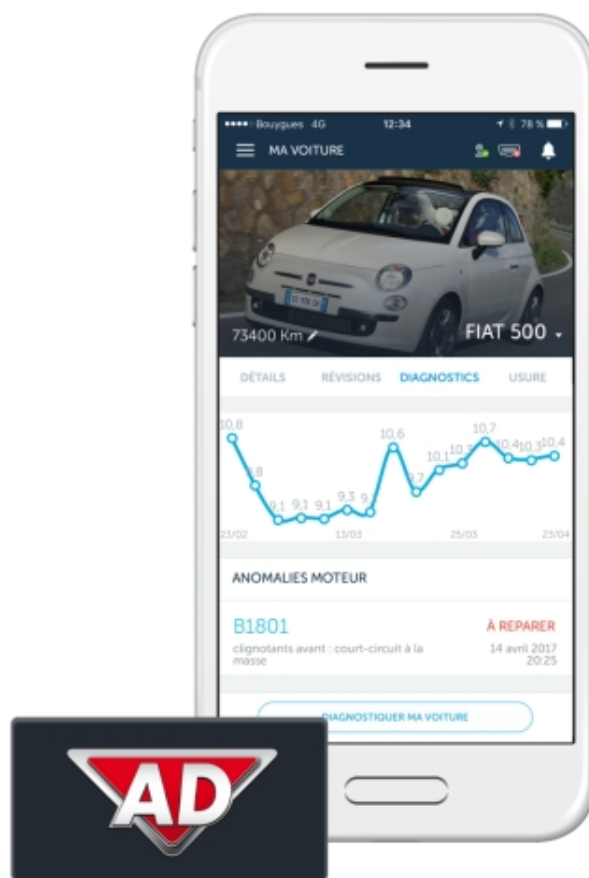 Bouygues 4G 12:34 78 %
MA VOITURE
73400 Km FIAT 500
DÉTAILS RÉVISIONS DIAGNOSTICS USURE
10,8 9,1 9,1 9,1 9,3 10,6 10,1 10,7 10,4 10,3 10,4
23/02 13/03 25/03 23/04
ANOMALIES MOTEUR
B1801 À REPARER
clignotants avant : court-circuit à la 14 avril 2017
masse 20:25
DIAGNOSTIQUER MA VOITURE
AD